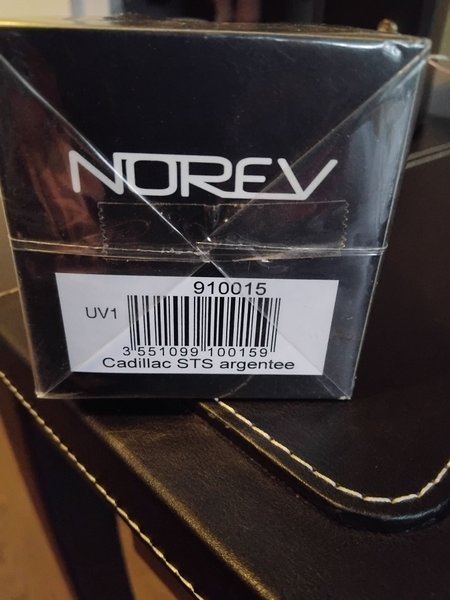 NOREV
910015
UV1
3 551099 100159
Cadillac STS argentee